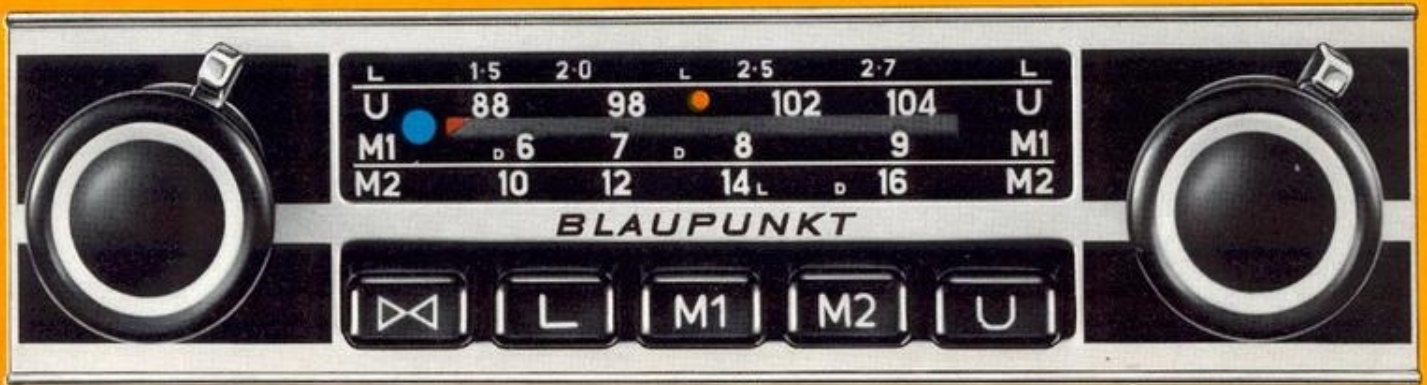 L 1·5 2·0 L 2·5 2·7 L
U 88 98 102 104 U
M1 D 6 7 D 8 9 M1
M2 10 12 14 L D 16 M2
BLAUPUNKT
L M1 M2 U